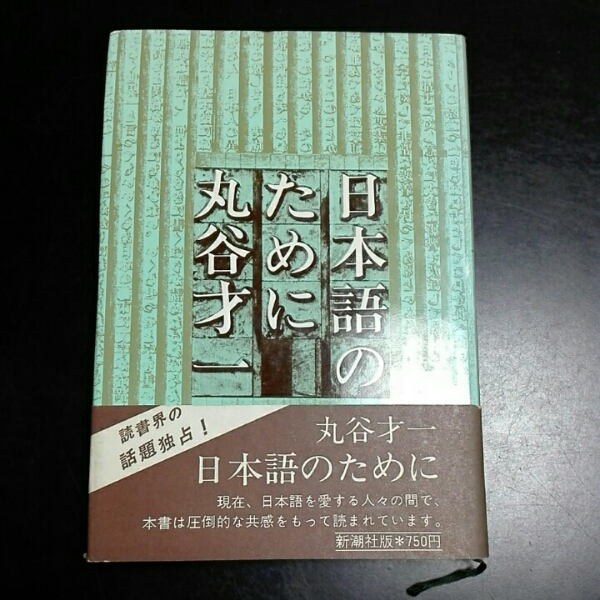 日本語の
ために
丸谷才一
読書界の
話題独占！
丸谷才一
日本語のために
現在、日本語を愛する人々の間で、
本書は圧倒的な共感をもって読まれています。
新潮社版＊750円